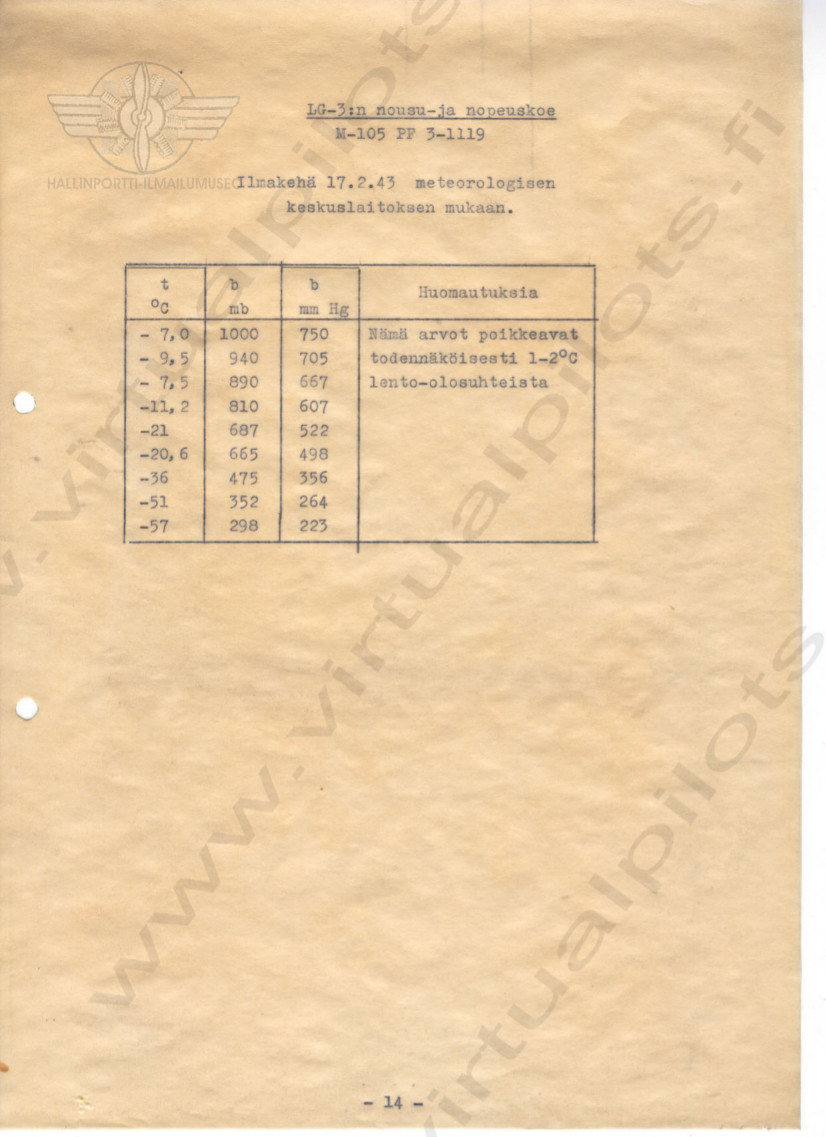 LG-3:n nousu-ja nopeuskoe
M-105 PF 3-1119
HALLINPORTTI-ILMAILUMUSEO
Ilmakehä 17.2.43 meteorologisen
keskuslaitoksen mukaan.
t b b Huomautuksia
°C mb mm Hg
- 7,0 1000 750 Nämä arvot poikkeavat
- 9,5 940 705 todennäköisesti 1-2°C
- 7,5 890 667 lento-olosuhteista
-11,2 810 607
-21 687 522
-20,6 665 498
-36 475 356
-51 352 264
-57 298 223
www.virtualpilots.fi
- 14 -